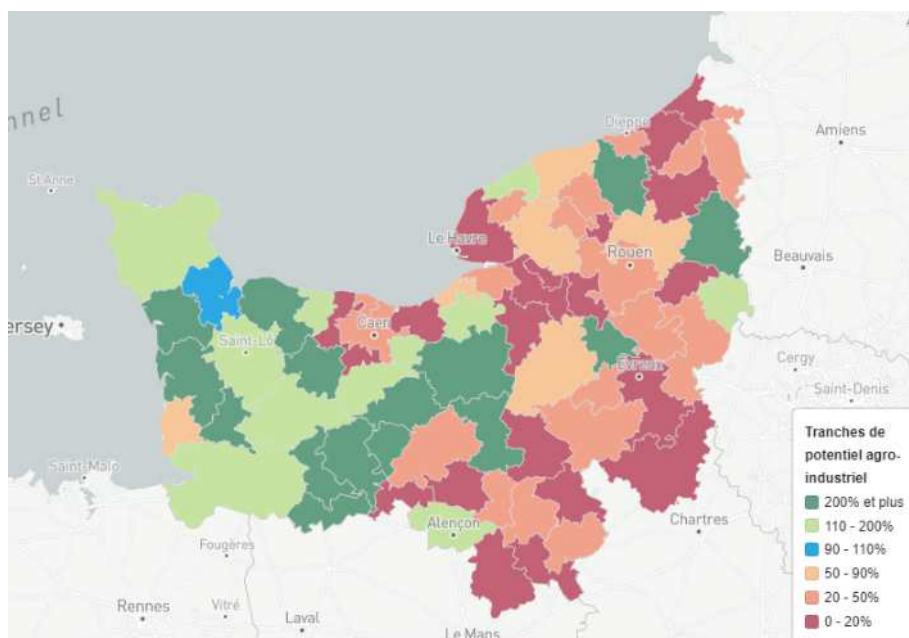 nnel
St Anne
ersey
Dieppe
Amiens
Le Havre
Rouen
Beauvais
Saint-Lô
Caen
Évreux
Cergy
Saint-Denis
Saint-Malo
Alençon
Chartres
Fougères
Rennes
Vitré
Laval
Le Mans
Tranches de
potentiel agro-
industriel
200% et plus
110 - 200%
90 - 110%
50 - 90%
20 - 50%
0 - 20%